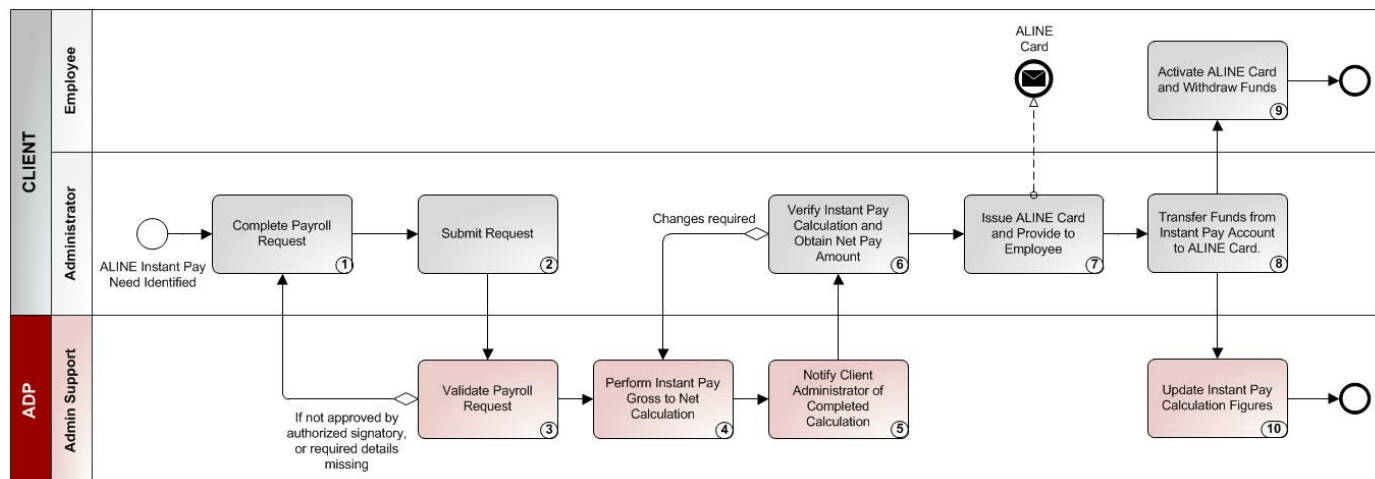 CLIENT
Employee
ALINE
Card
Activate ALINE Card
and Withdraw Funds
9
Administrator
ALINE Instant Pay
Need Identified
Complete Payroll
Request
1
Submit Request
2
Changes required
Verify Instant Pay
Calculation and
Obtain Net Pay
Amount
6
Issue ALINE Card
and Provide to
Employee
7
Transfer Funds from
Instant Pay Account
to ALINE Card.
8
ADP
Admin Support
If not approved by
authorized signatory,
or required details
missing
Validate Payroll
Request
3
Perform Instant Pay
Gross to Net
Calculation
4
Notify Client
Administrator of
Completed
Calculation
5
Update Instant Pay
Calculation Figures
10